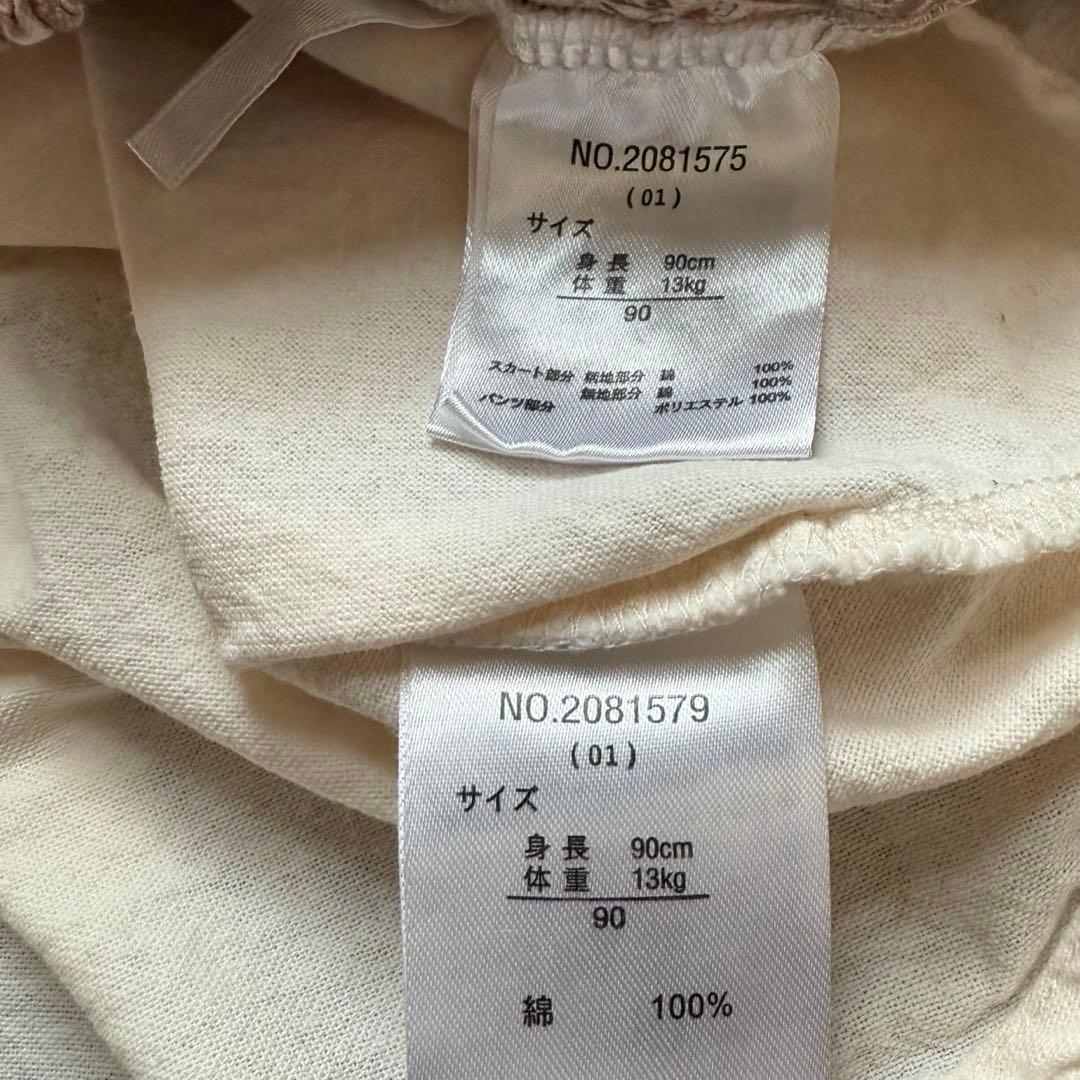 NO.2081575
(01)
サイズ
身長 90cm
体重 13kg
90
スカート部分 柄地部分 綿 100%
無地部分 綿 100%
パンツ部分 ポリエステル 100%
NO.2081579
(01)
サイズ
身長 90cm
体重 13kg
90
綿 100%